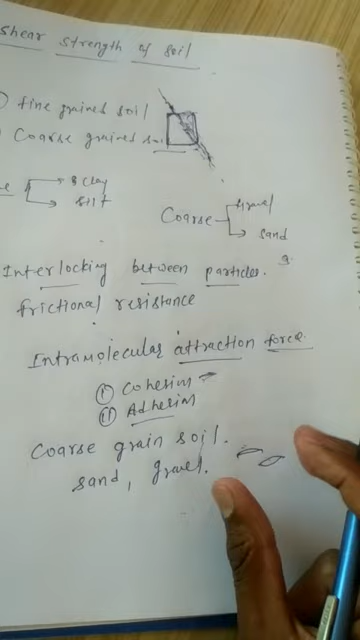 shear strength of soil
fine grained soil
Coarse grained soil
clay
silt
Coarse
gravel
sand
Interlocking between particles.
frictional resistance
Intramolecular attraction force.
(i) Cohesion
(ii) Adhesion
Coarse grain soil.
sand, gravel.